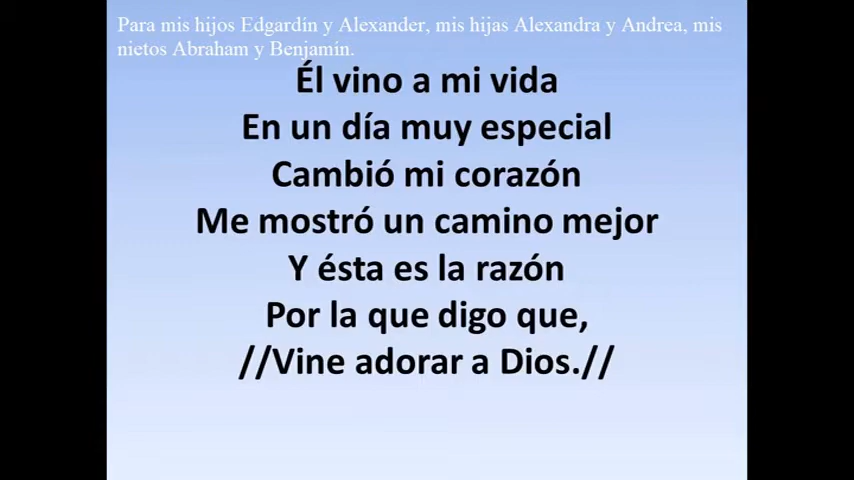 Para mis hijos Edgardín y Alexander, mis hijas Alexandra y Andrea, mis
nietos Abraham y Benjamín.
Él vino a mi vida
En un día muy especial
Cambió mi corazón
Me mostró un camino mejor
Y ésta es la razón
Por la que digo que,
//Vine adorar a Dios.//